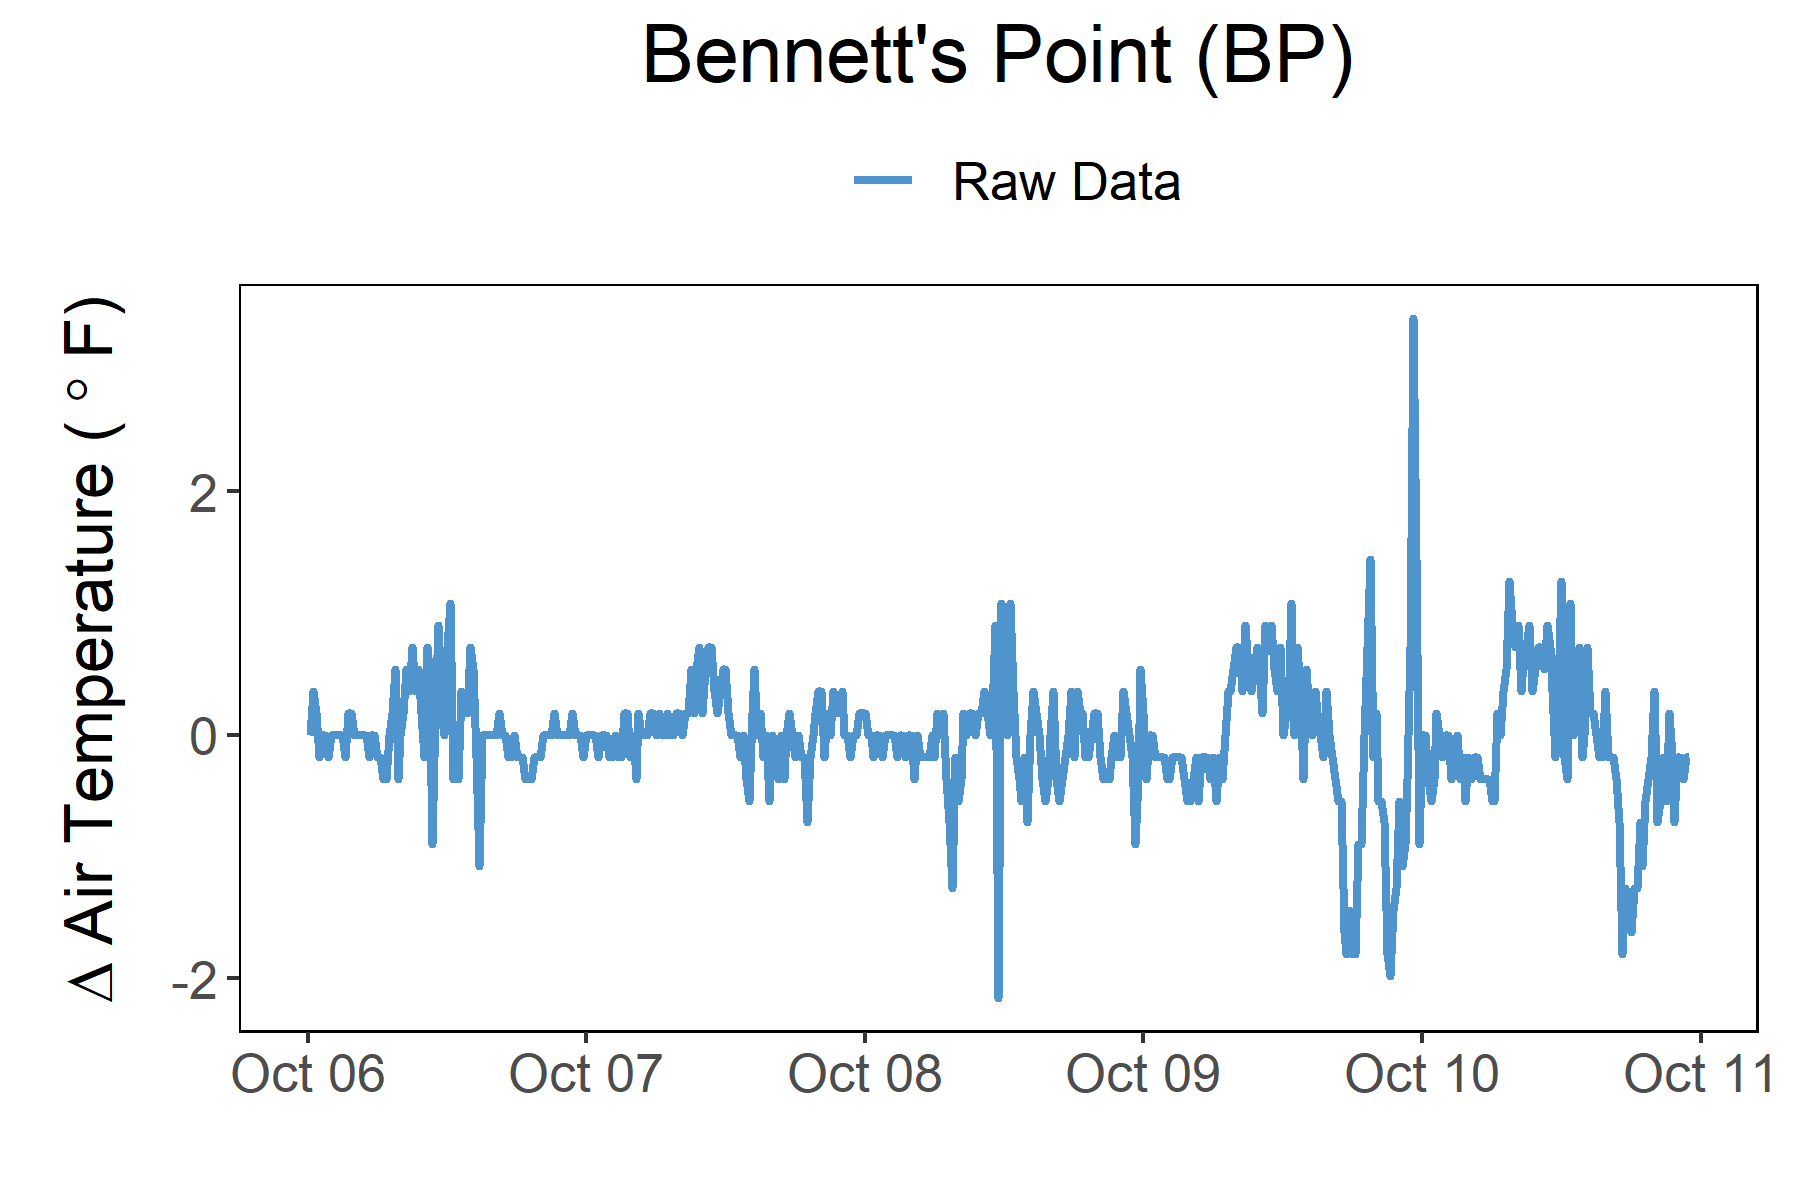 Bennett's Point (BP)
Raw Data
Δ Air Temperature ( ° F)
2
0
-2
Oct 06
Oct 07
Oct 08
Oct 09
Oct 10
Oct 11